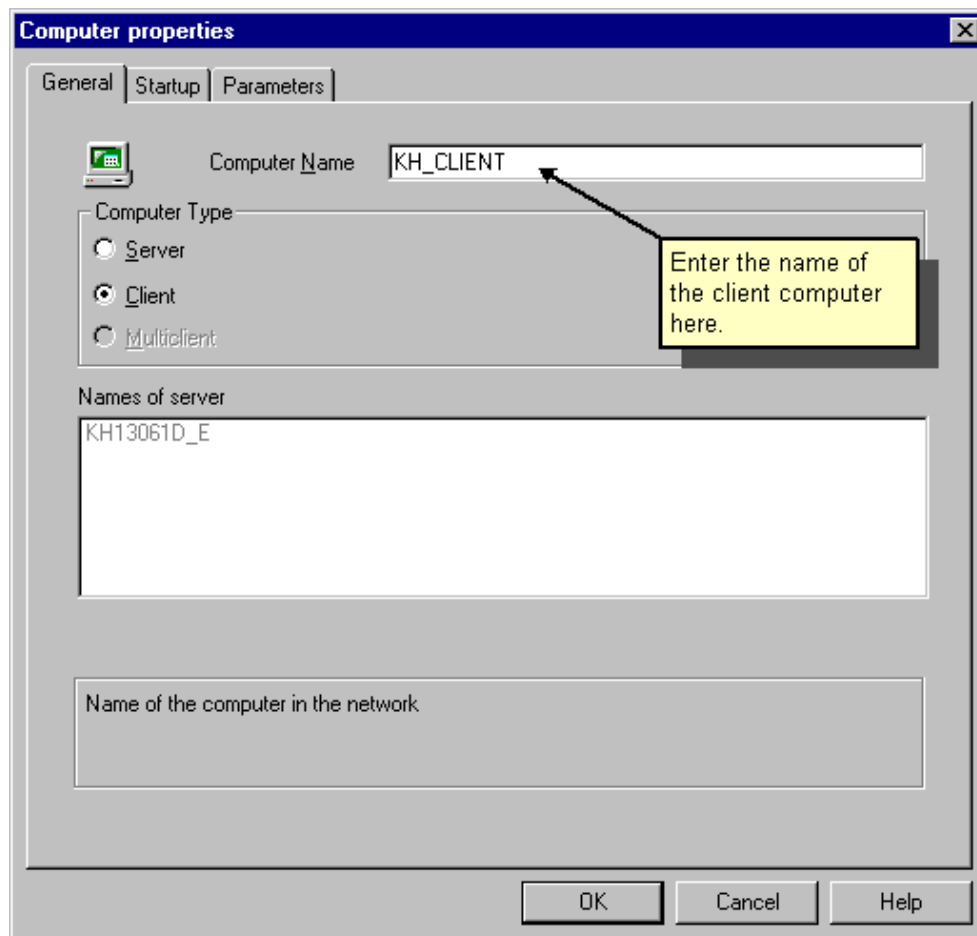 Computer properties
General Startup Parameters
Computer Name KH_CLIENT
Computer Type
Server
Enter the name of
the client computer
here.
Client
Multiclient
Names of server
KH13061D_E
Name of the computer in the network
OK Cancel Help